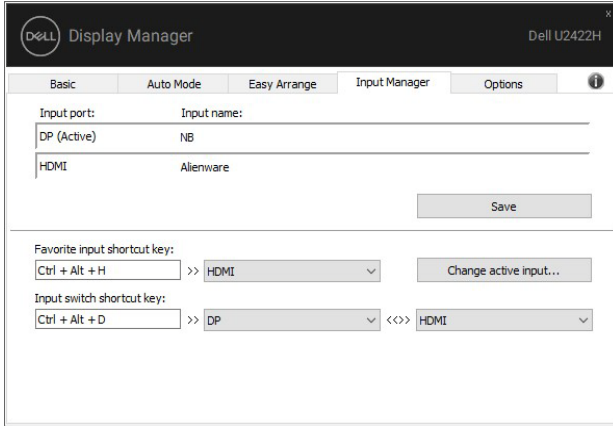 x
DELL Display Manager Dell U2422H
Basic Auto Mode Easy Arrange Input Manager Options i
Input port: Input name:
DP (Active) NB
HDMI Alienware
Save
Favorite input shortcut key:
Ctrl + Alt + H >> HDMI Change active input...
Input switch shortcut key:
Ctrl + Alt + D >> DP <<>> HDMI